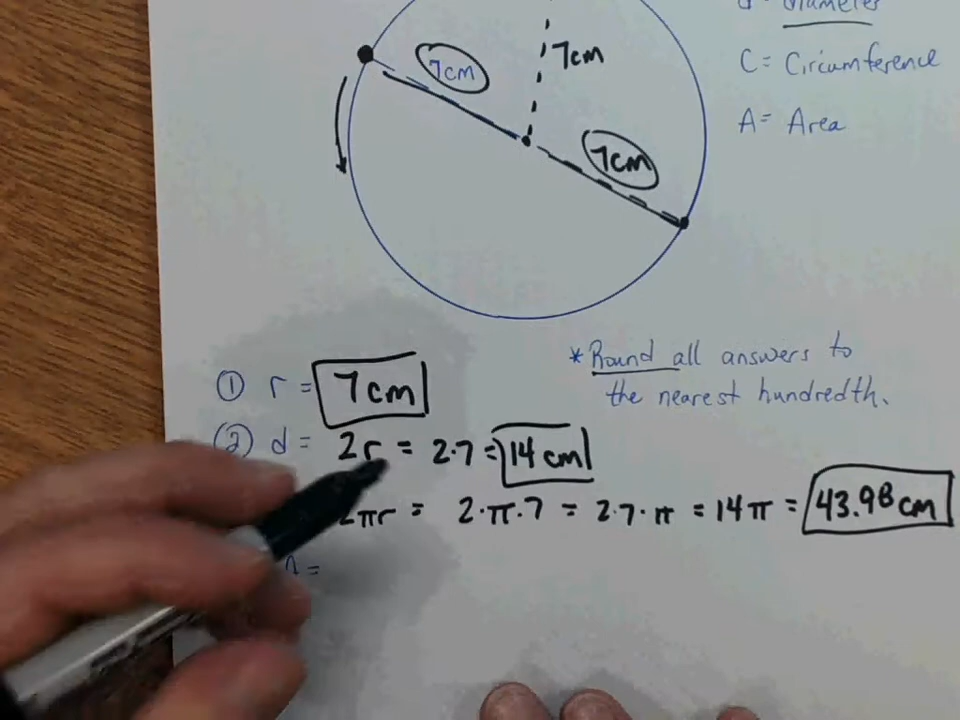 7cm
7cm
7cm
d = Diameter
C = Circumference
A = Area
* Round all answers to
the nearest hundredth.
① r = 7cm
② d = 2r = 2·7 = 14 cm
2πr = 2·π·7 = 2·7·π = 14π = 43.98 cm
A =